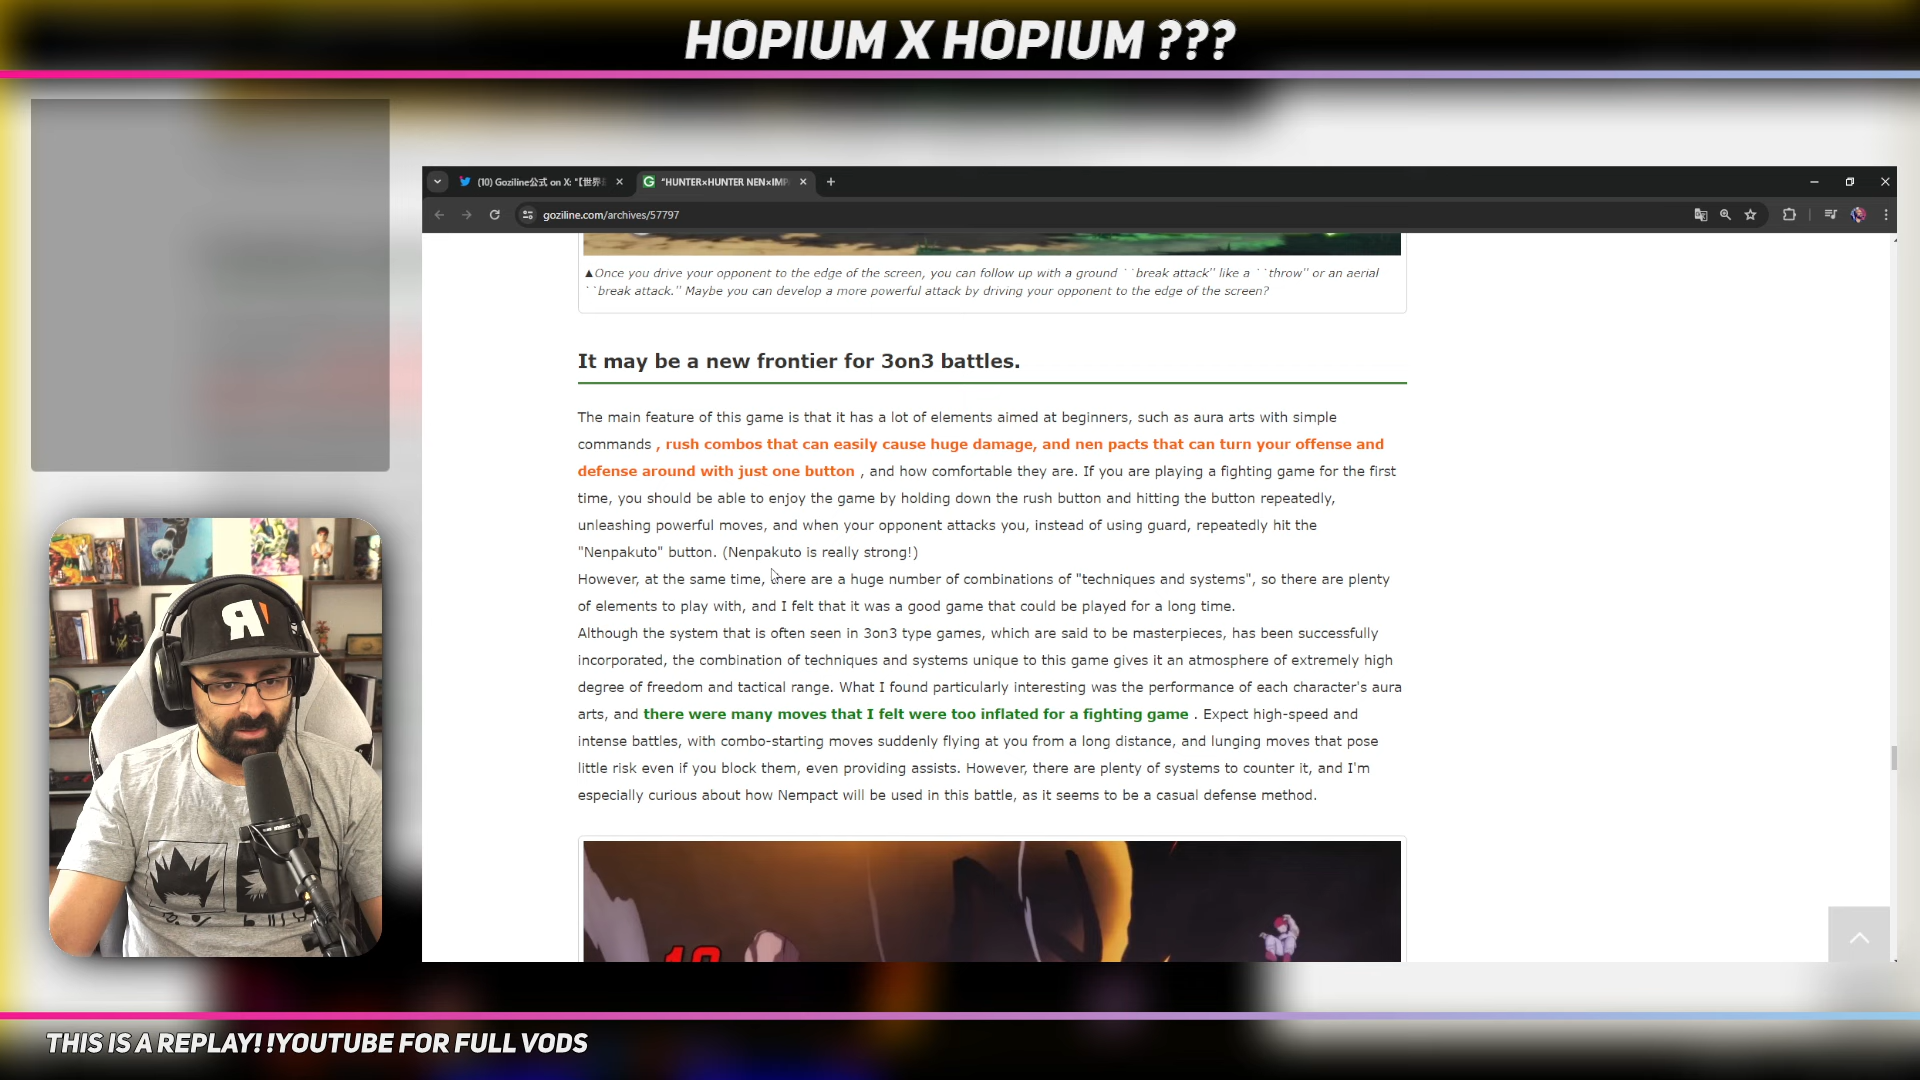 HOPIUM X HOPIUM ???
(10) Goziline公式 on X: "【世界
"HUNTER×HUNTER NEN×IMP
goziline.com/archives/57797
▲Once you drive your opponent to the edge of the screen, you can follow up with a ground ``break attack'' like a ``throw'' or an aerial
``break attack.'' Maybe you can develop a more powerful attack by driving your opponent to the edge of the screen?
It may be a new frontier for 3on3 battles.
The main feature of this game is that it has a lot of elements aimed at beginners, such as aura arts with simple
commands , rush combos that can easily cause huge damage, and nen pacts that can turn your offense and
defense around with just one button , and how comfortable they are. If you are playing a fighting game for the first
time, you should be able to enjoy the game by holding down the rush button and hitting the button repeatedly,
unleashing powerful moves, and when your opponent attacks you, instead of using guard, repeatedly hit the
"Nenpakuto" button. (Nenpakuto is really strong!)
However, at the same time, there are a huge number of combinations of "techniques and systems", so there are plenty
of elements to play with, and I felt that it was a good game that could be played for a long time.
Although the system that is often seen in 3on3 type games, which are said to be masterpieces, has been successfully
incorporated, the combination of techniques and systems unique to this game gives it an atmosphere of extremely high
degree of freedom and tactical range. What I found particularly interesting was the performance of each character's aura
arts, and there were many moves that I felt were too inflated for a fighting game . Expect high-speed and
intense battles, with combo-starting moves suddenly flying at you from a long distance, and lunging moves that pose
little risk even if you block them, even providing assists. However, there are plenty of systems to counter it, and I'm
especially curious about how Nempact will be used in this battle, as it seems to be a casual defense method.
THIS IS A REPLAY! !YOUTUBE FOR FULL VODS